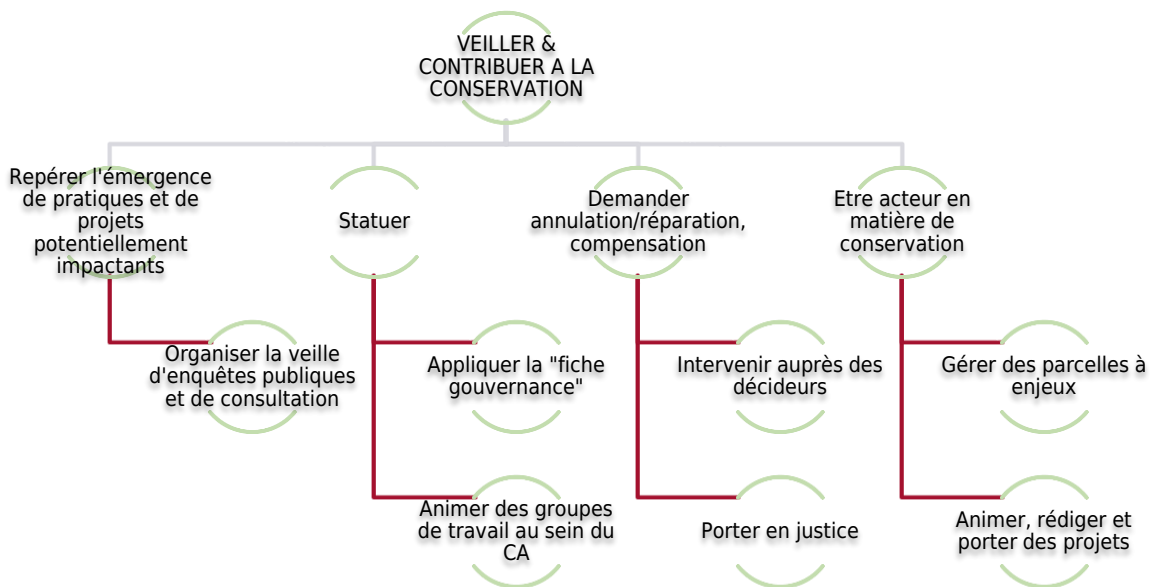 VEILLER &
CONTRIBUER A LA
CONSERVATION
Repérer l'émergence
de pratiques et de
projets
potentiellement
impactants
Statuer
Demander
annulation/réparation,
compensation
Etre acteur en
matière de
conservation
Organiser la veille
d'enquêtes publiques
et de consultation
Appliquer la "fiche
gouvernance"
Intervenir auprès des
décideurs
Gérer des parcelles à
enjeux
Animer des groupes
de travail au sein du
CA
Porter en justice
Animer, rédiger et
porter des projets